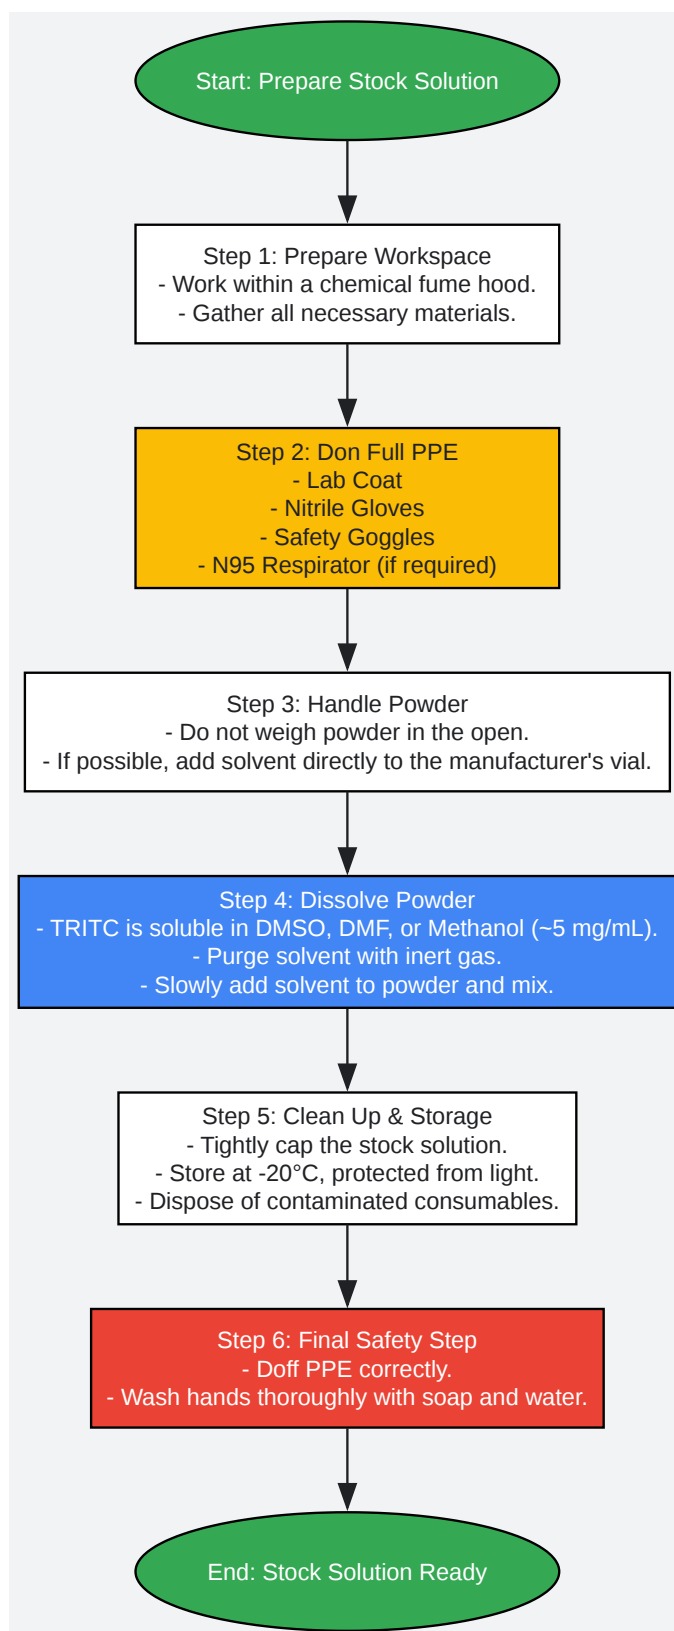 Start: Prepare Stock Solution
Step 1: Prepare Workspace
- Work within a chemical fume hood.
- Gather all necessary materials.
Step 2: Don Full PPE
- Lab Coat
- Nitrile Gloves
- Safety Goggles
- N95 Respirator (if required)
Step 3: Handle Powder
- Do not weigh powder in the open.
- If possible, add solvent directly to the manufacturer's vial.
Step 4: Dissolve Powder
- TRITC is soluble in DMSO, DMF, or Methanol (~5 mg/mL).
- Purge solvent with inert gas.
- Slowly add solvent to powder and mix.
Step 5: Clean Up & Storage
- Tightly cap the stock solution.
- Store at -20°C, protected from light.
- Dispose of contaminated consumables.
Step 6: Final Safety Step
- Doff PPE correctly.
- Wash hands thoroughly with soap and water.
End: Stock Solution Ready